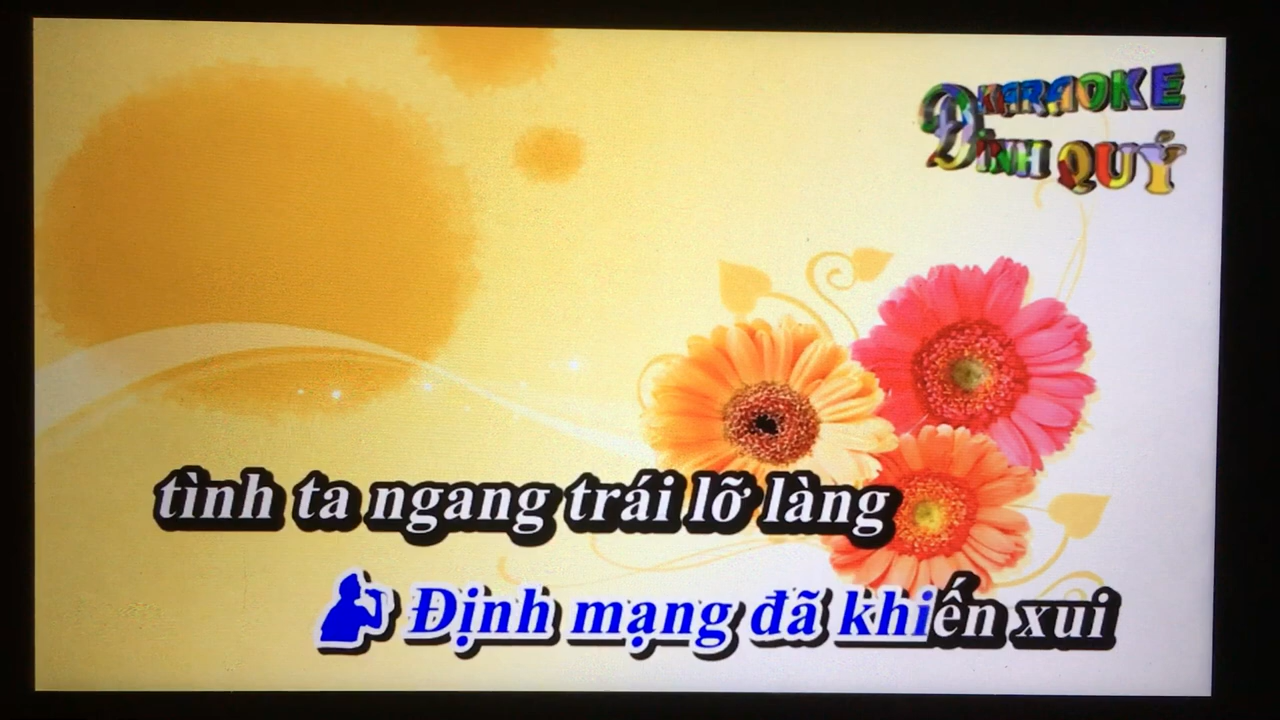 KARAOKE
ĐÌNH QUÝ
tình ta ngang trái lỡ làng
Định mạng đã khiến xui